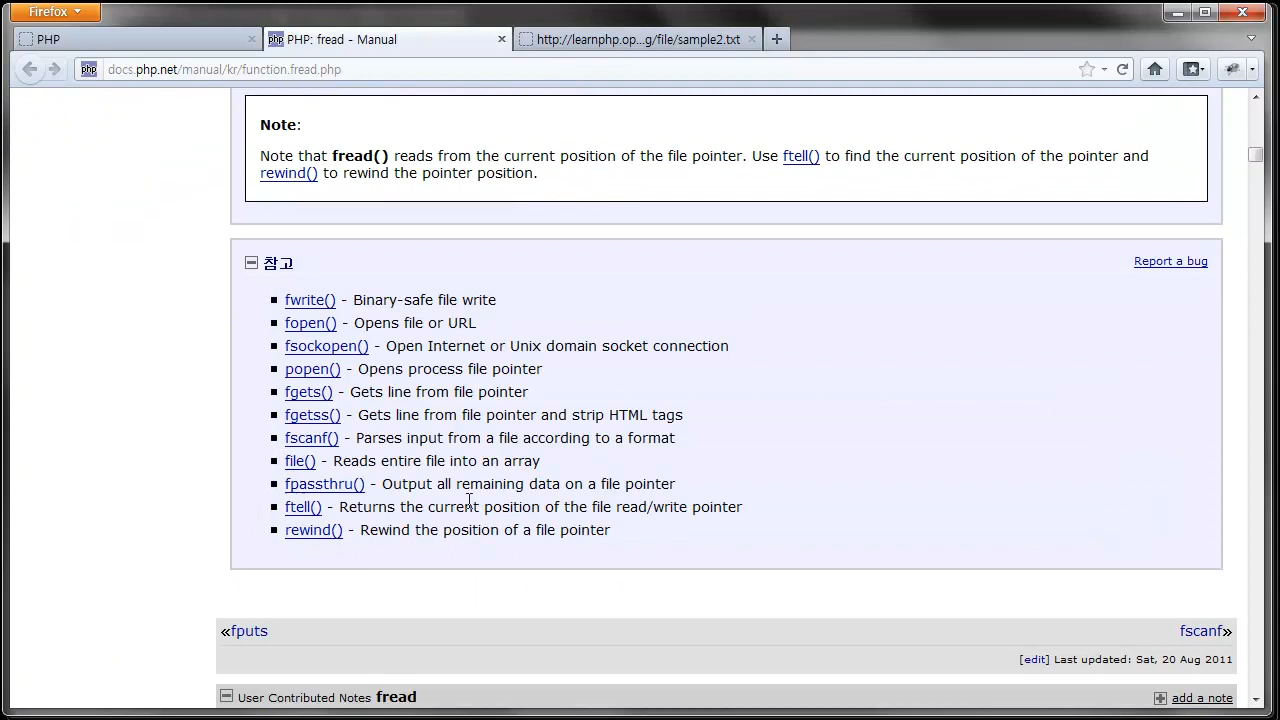 Firefox
PHP
PHP: fread - Manual
http://learnphp.op...g/file/sample2.txt
docs.php.net/manual/kr/function.fread.php
Note:
Note that fread() reads from the current position of the file pointer. Use ftell() to find the current position of the pointer and
rewind() to rewind the pointer position.
참고
Report a bug
fwrite() - Binary-safe file write
fopen() - Opens file or URL
fsockopen() - Open Internet or Unix domain socket connection
popen() - Opens process file pointer
fgets() - Gets line from file pointer
fgetss() - Gets line from file pointer and strip HTML tags
fscanf() - Parses input from a file according to a format
file() - Reads entire file into an array
fpassthru() - Output all remaining data on a file pointer
ftell() - Returns the current position of the file read/write pointer
rewind() - Rewind the position of a file pointer
«fputs
fscanf»
[edit] Last updated: Sat, 20 Aug 2011
User Contributed Notes fread
add a note